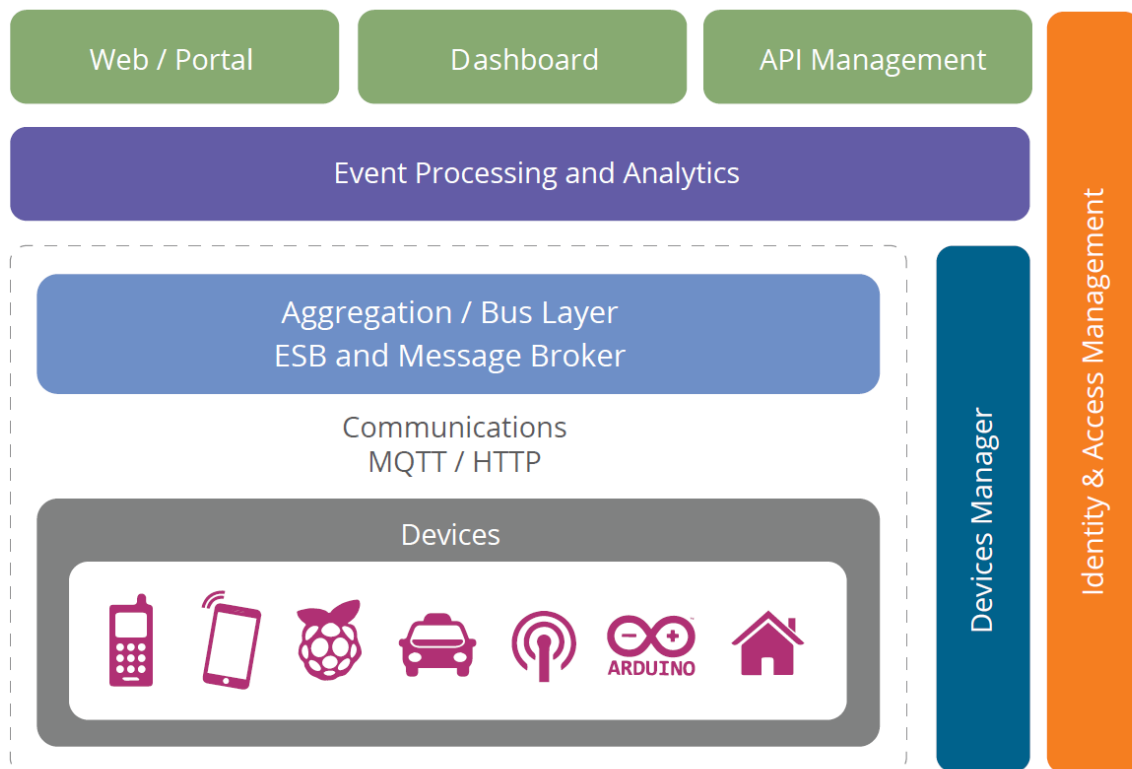 Web / Portal
Dashboard
API Management
Event Processing and Analytics
Aggregation / Bus Layer
ESB and Message Broker
Communications
MQTT / HTTP
Devices
ARDUINO
Devices Manager
Identity & Access Management